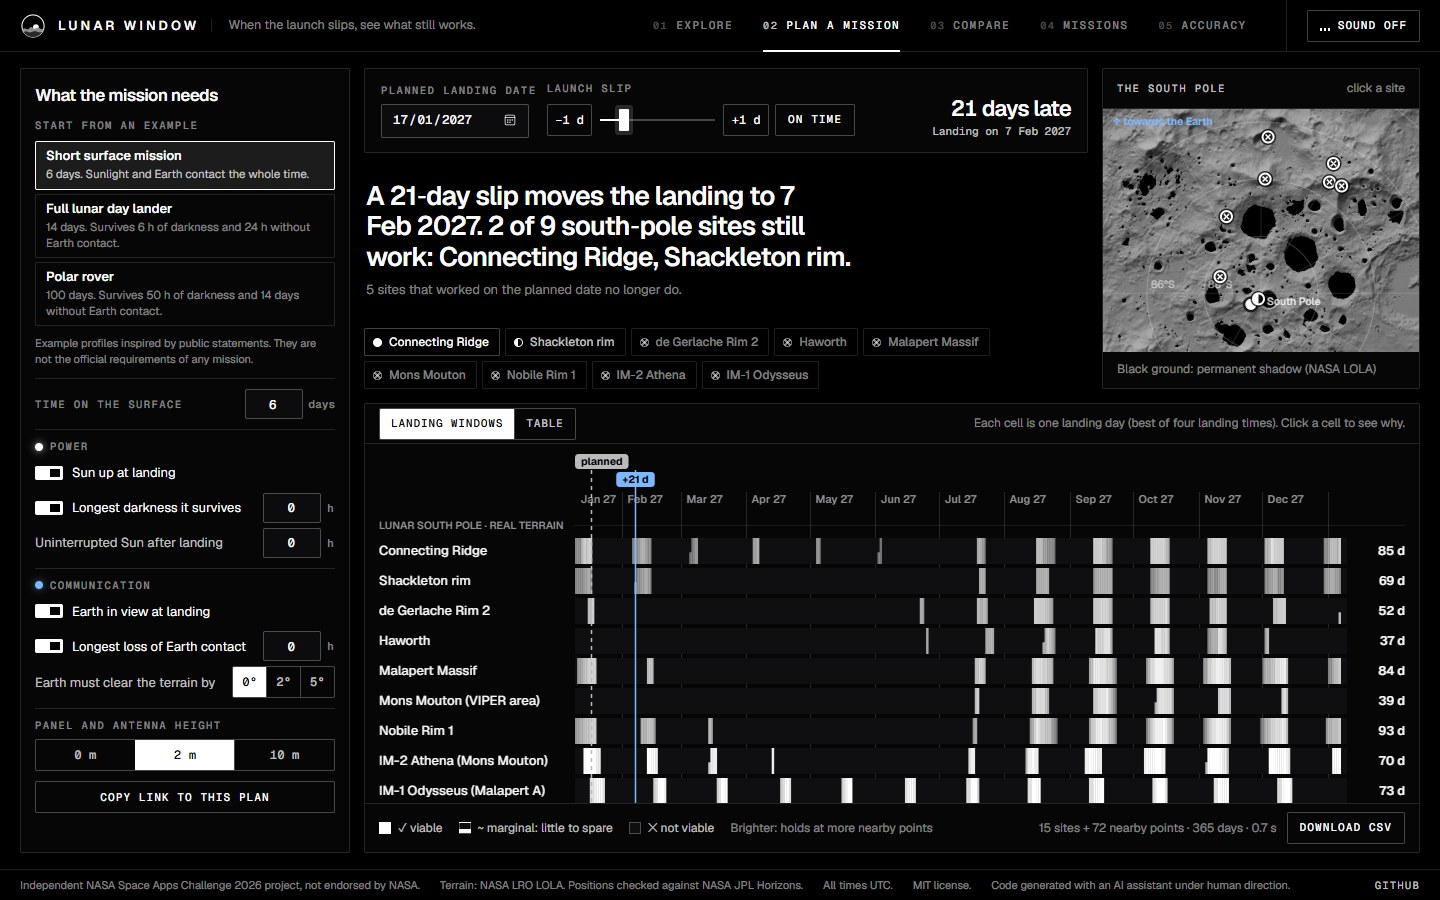 LUNAR WINDOW
When the launch slips, see what still works.
01 EXPLORE
02 PLAN A MISSION
03 COMPARE
04 MISSIONS
05 ACCURACY
SOUND OFF
What the mission needs
START FROM AN EXAMPLE
Short surface mission
6 days. Sunlight and Earth contact the whole time.
Full lunar day lander
14 days. Survives 6 h of darkness and 24 h without
Earth contact.
Polar rover
100 days. Survives 50 h of darkness and 14 days
without Earth contact.
Example profiles inspired by public statements. They are
not the official requirements of any mission.
TIME ON THE SURFACE 6 days
POWER
Sun up at landing
Longest darkness it survives 0 h
Uninterrupted Sun after landing 0 h
COMMUNICATION
Earth in view at landing
Longest loss of Earth contact 0 h
Earth must clear the terrain by 0° 2° 5°
PANEL AND ANTENNA HEIGHT
0 m 2 m 10 m
COPY LINK TO THIS PLAN
PLANNED LANDING DATE LAUNCH SLIP
17/01/2027 −1 d +1 d ON TIME
21 days late
Landing on 7 Feb 2027
A 21-day slip moves the landing to 7
Feb 2027. 2 of 9 south-pole sites still
work: Connecting Ridge, Shackleton rim.
5 sites that worked on the planned date no longer do.
Connecting Ridge Shackleton rim de Gerlache Rim 2 Haworth Malapert Massif
Mons Mouton Nobile Rim 1 IM-2 Athena IM-1 Odysseus
THE SOUTH POLE click a site
↑ towards the Earth
86°S
South Pole
Black ground: permanent shadow (NASA LOLA)
LANDING WINDOWS TABLE
Each cell is one landing day (best of four landing times). Click a cell to see why.
planned
+21 d
Jan 27 Feb 27 Mar 27 Apr 27 May 27 Jun 27 Jul 27 Aug 27 Sep 27 Oct 27 Nov 27 Dec 27
LUNAR SOUTH POLE · REAL TERRAIN
Connecting Ridge 85 d
Shackleton rim 69 d
de Gerlache Rim 2 52 d
Haworth 37 d
Malapert Massif 84 d
Mons Mouton (VIPER area) 39 d
Nobile Rim 1 93 d
IM-2 Athena (Mons Mouton) 70 d
IM-1 Odysseus (Malapert A) 73 d
✓ viable ~ marginal: little to spare ✕ not viable Brighter: holds at more nearby points
15 sites + 72 nearby points · 365 days · 0.7 s
DOWNLOAD CSV
Independent NASA Space Apps Challenge 2026 project, not endorsed by NASA. Terrain: NASA LRO LOLA. Positions checked against NASA JPL Horizons. All times UTC. MIT license. Code generated with an AI assistant under human direction. GITHUB